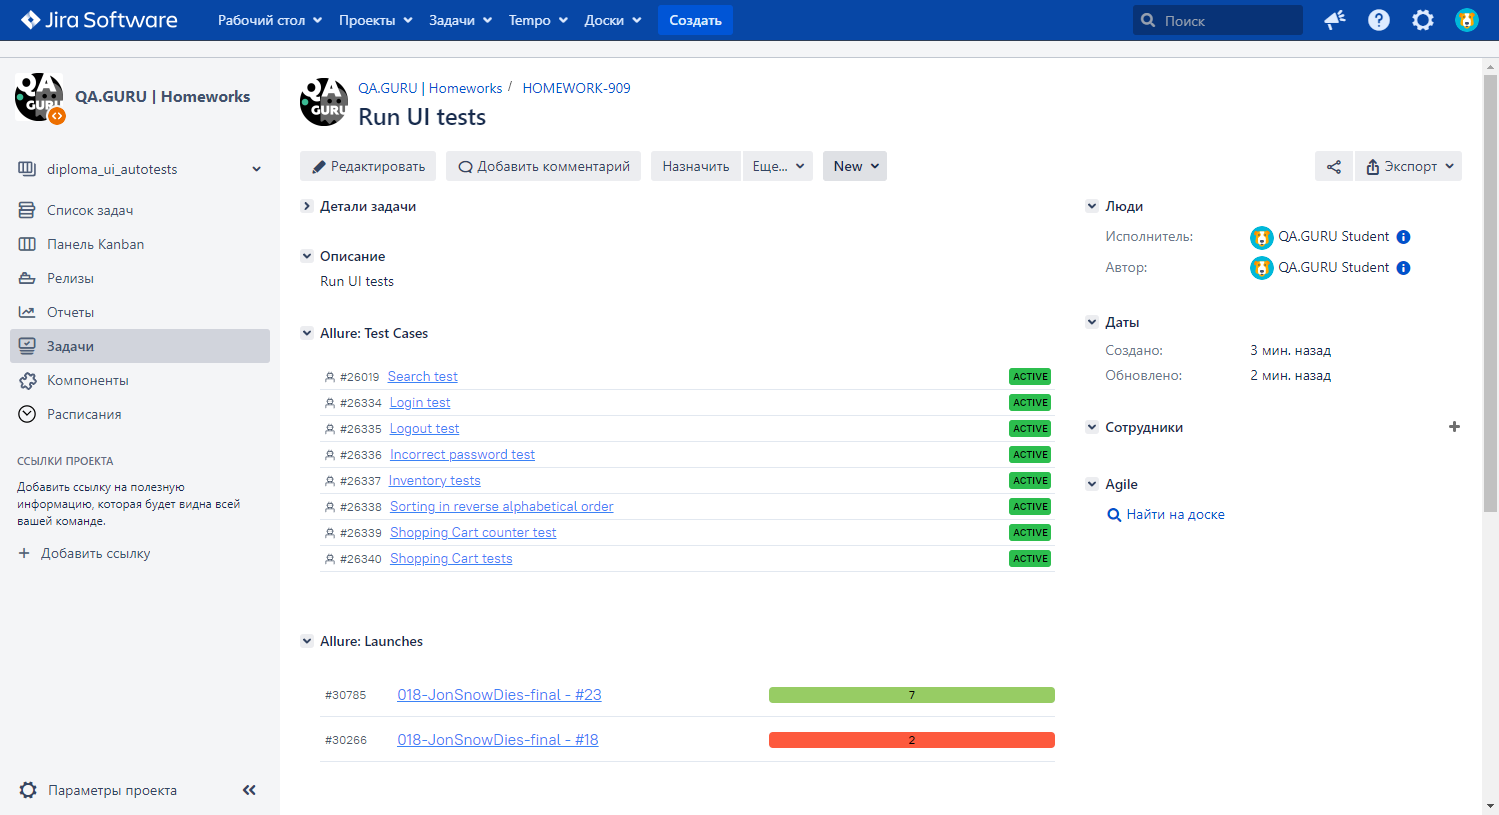 Jira Software Рабочий стол Проекты Задачи Tempo Доски Создать Поиск
QA GURU
QA.GURU | Homeworks
diploma_ui_autotests
Список задач
Панель Kanban
Релизы
Отчеты
Задачи
Компоненты
Расписания
ССЫЛКИ ПРОЕКТА
Добавить ссылку на полезную
информацию, которая будет видна всей
вашей команде.
+ Добавить ссылку
Параметры проекта
QA GURU
QA.GURU | Homeworks / HOMEWORK-909
Run UI tests
Редактировать Добавить комментарий Назначить Еще... New Экспорт
Детали задачи
Описание
Run UI tests
Allure: Test Cases
#26019 Search test ACTIVE
#26334 Login test ACTIVE
#26335 Logout test ACTIVE
#26336 Incorrect password test ACTIVE
#26337 Inventory tests ACTIVE
#26338 Sorting in reverse alphabetical order ACTIVE
#26339 Shopping Cart counter test ACTIVE
#26340 Shopping Cart tests ACTIVE
Allure: Launches
#30785 018-JonSnowDies-final - #23 7
#30266 018-JonSnowDies-final - #18 2
Люди
Исполнитель: QA.GURU Student
Автор: QA.GURU Student
Даты
Создано: 3 мин. назад
Обновлено: 2 мин. назад
Сотрудники
Agile
Найти на доске